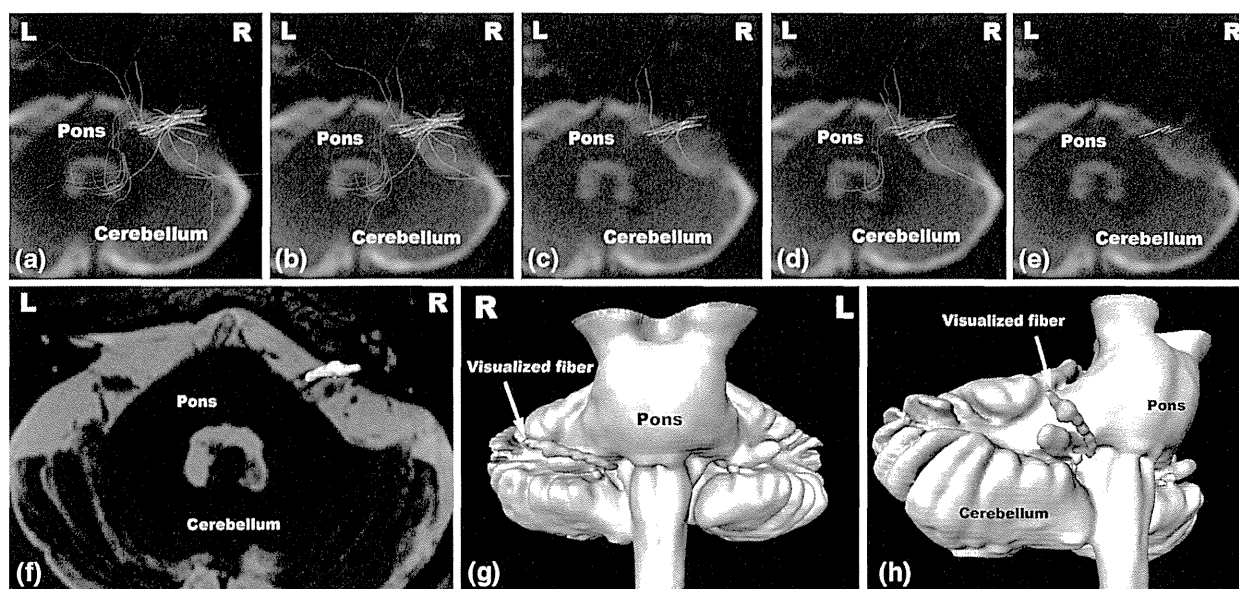 L R
Pons
Cerebellum
(a)
L R
Pons
Cerebellum
(b)
L R
Pons
Cerebellum
(c)
L R
Pons
Cerebellum
(d)
L R
Pons
Cerebellum
(e)
L R
Pons
Cerebellum
(f)
R L
Visualized fiber
Pons
(g)
Visualized fiber
Pons
Cerebellum
(h)